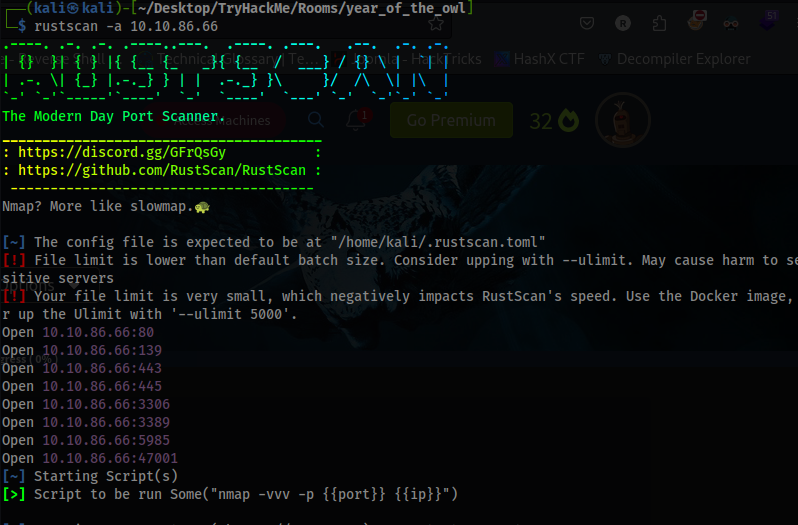 (kali㉿kali)-[~/Desktop/TryHackMe/Rooms/year_of_the_owl]
$ rustscan -a 10.10.86.66
HashX CTF
Decompiler Explorer
The Modern Day Port Scanner.
Machines
Go Premium
32
: https://discord.gg/GFrQsGy :
: https://github.com/RustScan/RustScan :
Nmap? More like slowmap.🐢
[~] The config file is expected to be at "/home/kali/.rustscan.toml"
[!] File limit is lower than default batch size. Consider upping with --ulimit. May cause harm to se
sitive servers
[!] Your file limit is very small, which negatively impacts RustScan's speed. Use the Docker image,
r up the Ulimit with '--ulimit 5000'.
Open 10.10.86.66:80
Open 10.10.86.66:139
Open 10.10.86.66:443
Open 10.10.86.66:445
Open 10.10.86.66:3306
Open 10.10.86.66:3389
Open 10.10.86.66:5985
Open 10.10.86.66:47001
[~] Starting Script(s)
[>] Script to be run Some("nmap -vvv -p {{port}} {{ip}}")